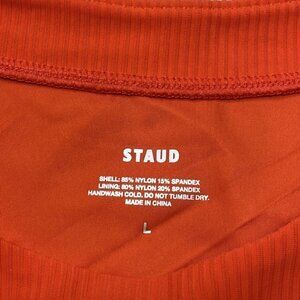 STAUD
SHELL: 85% NYLON 15% SPANDEX
LINING: 80% NYLON 20% SPANDEX
HANDWASH COLD. DO NOT TUMBLE DRY.
MADE IN CHINA
L